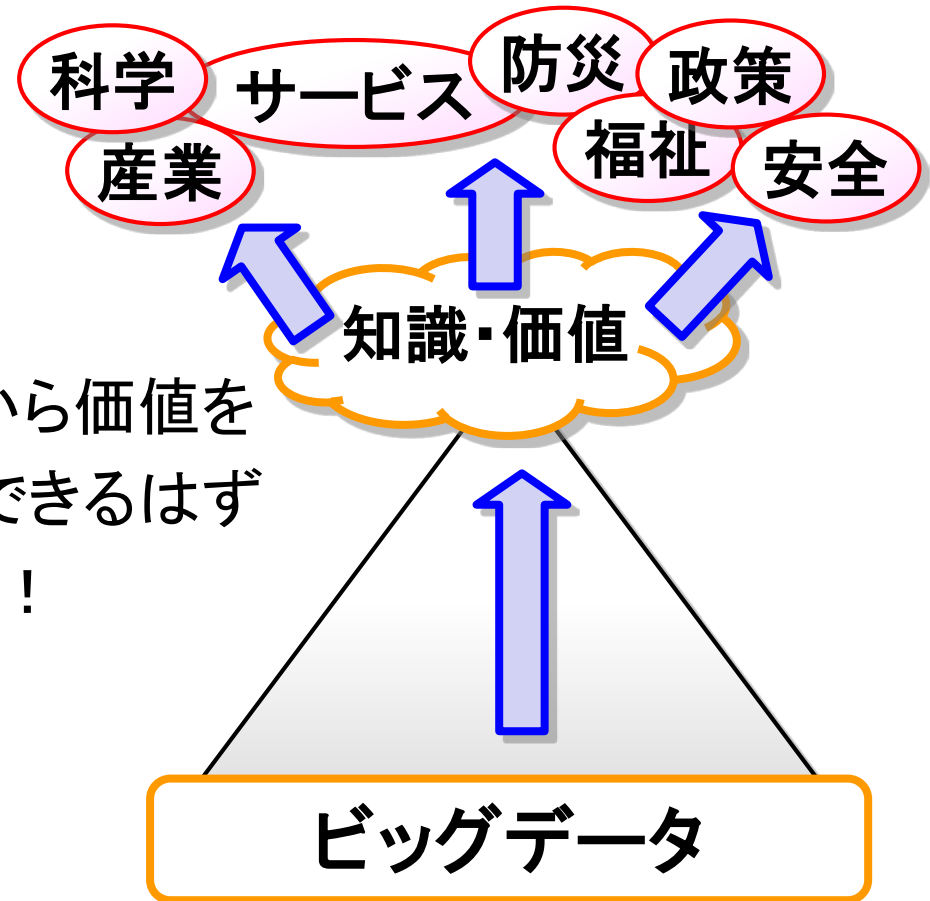 科学
サービス
防災
政策
産業
福祉
安全
知識・価値
から価値を
できるはず
！
ビッグデータ